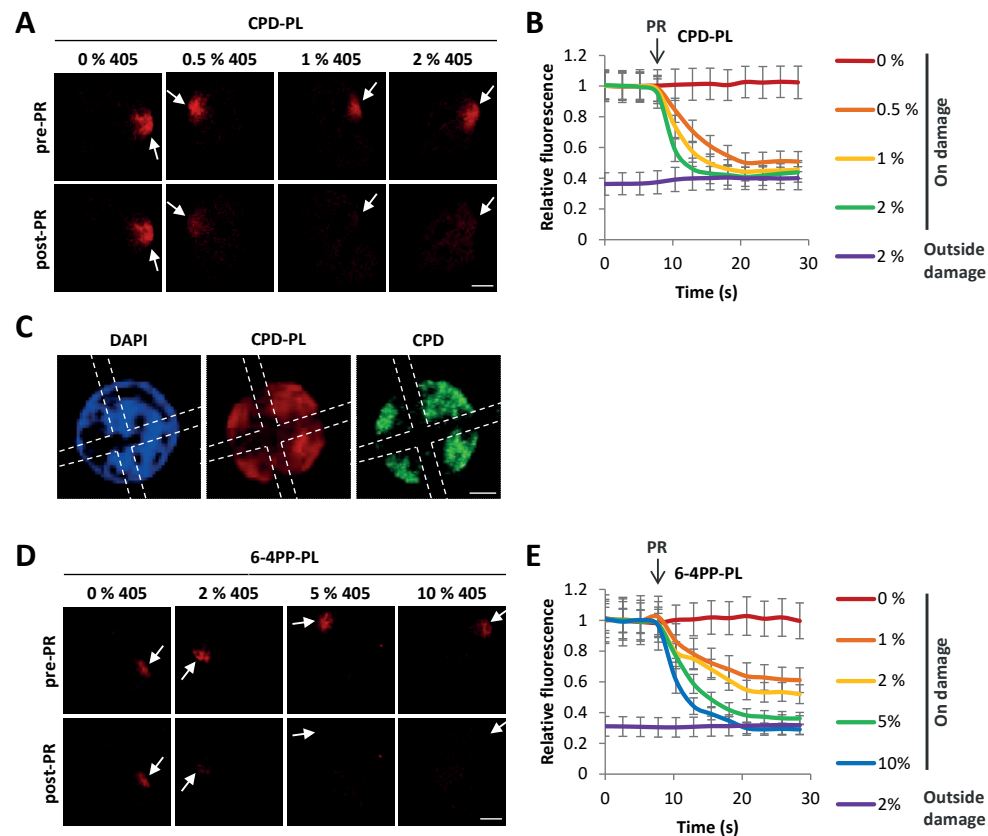 A
CPD-PL
0 % 405 0.5 % 405 1 % 405 2 % 405
pre-PR
post-PR
B
PR
CPD-PL
Relative fluorescence
1.2
1
0.8
0.6
0.4
0.2
0
0 10 20 30
Time (s)
0 %
0.5 %
1 %
2 %
On damage
2 %
Outside
damage
C
DAPI CPD-PL CPD
D
6-4PP-PL
0 % 405 2 % 405 5 % 405 10 % 405
pre-PR
post-PR
E
PR
6-4PP-PL
Relative fluorescence
1.2
1
0.8
0.6
0.4
0.2
0
0 10 20 30
Time (s)
0 %
1 %
2 %
5%
10%
On damage
2%
Outside
damage